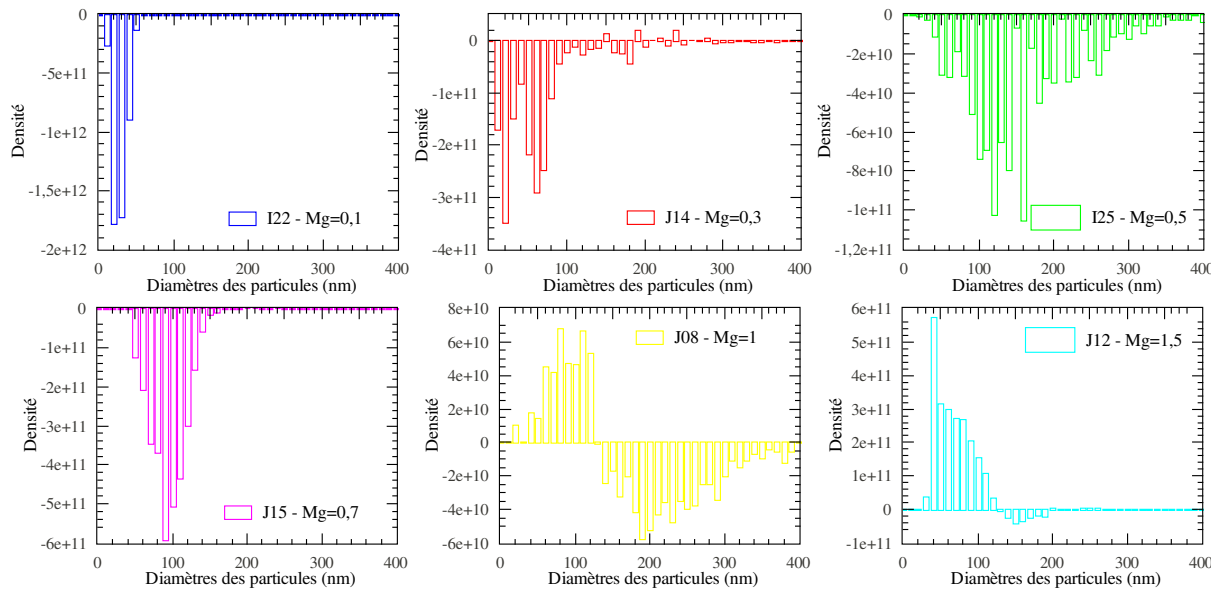 0
-5e+11
-1e+12
-1,5e+12
-2e+12
Densité
I22 - Mg=0,1
0 100 200 300 400
Diamètres des particules (nm)
0
-1e+11
-2e+11
-3e+11
-4e+11
Densité
J14 - Mg=0,3
0 100 200 300 400
Diamètres des particules (nm)
0
-2e+10
-4e+10
-6e+10
-8e+10
-1e+11
-1,2e+11
Densité
I25 - Mg=0,5
0 100 200 300 400
Diamètres des particules (nm)
0
-1e+11
-2e+11
-3e+11
-4e+11
-5e+11
-6e+11
Densité
J15 - Mg=0,7
0 100 200 300 400
Diamètres des particules (nm)
8e+10
6e+10
4e+10
2e+10
0
-2e+10
-4e+10
-6e+10
Densité
J08 - Mg=1
0 100 200 300 400
Diamètres des particules (nm)
6e+11
5e+11
4e+11
3e+11
2e+11
1e+11
0
-1e+11
Densité
J12 - Mg=1,5
0 100 200 300 400
Diamètres des particules (nm)